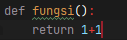 def fungsi():
    return 1+1